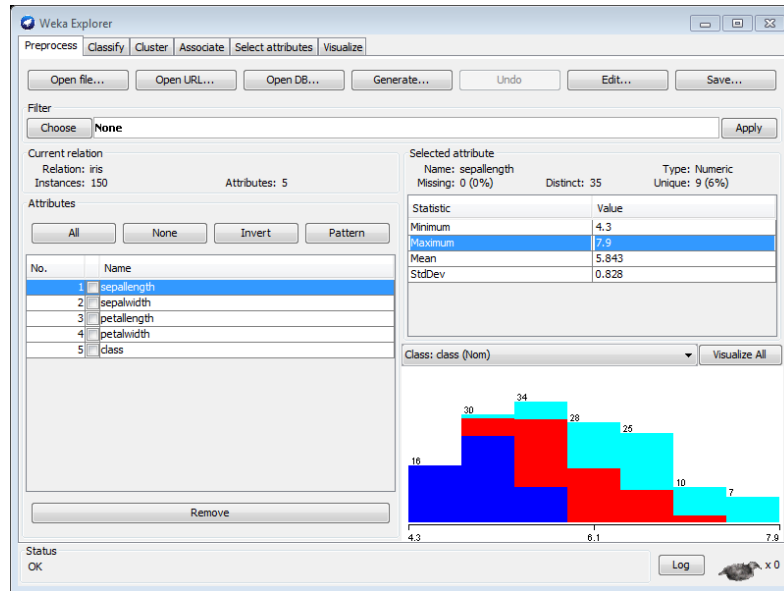 Weka Explorer
Preprocess Classify Cluster Associate Select attributes Visualize
Open file... Open URL... Open DB... Generate... Undo Edit... Save...
Filter
Choose None Apply
Current relation
Relation: iris
Instances: 150 Attributes: 5
Attributes
All None Invert Pattern
No. Name
1 sepallength
2 sepalwidth
3 petallength
4 petalwidth
5 class
Remove
Selected attribute
Name: sepallength Type: Numeric
Missing: 0 (0%) Distinct: 35 Unique: 9 (6%)
Statistic Value
Minimum 4.3
Maximum 7.9
Mean 5.843
StdDev 0.828
Class: class (Nom) Visualize All
16 30 34 28 25 10 7
4.3 6.1 7.9
Status
OK Log x 0